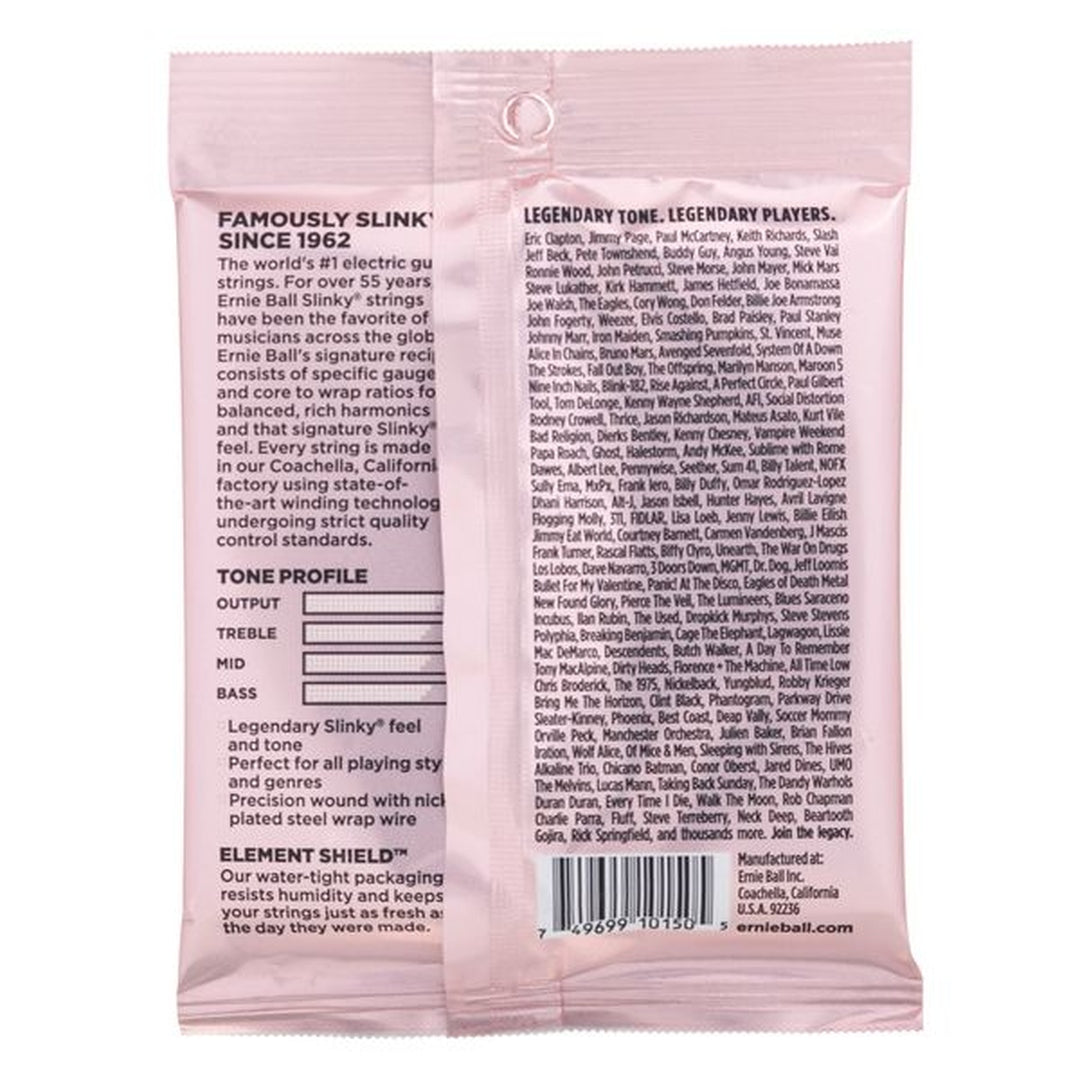 FAMOUSLY SLINKY
SINCE 1962
The world's #1 electric gu
strings. For over 55 years
Ernie Ball Slinky® strings
have been the favorite of
musicians across the glob
Ernie Ball's signature recip
consists of specific gauge
and core to wrap ratios fo
balanced, rich harmonics
and that signature Slinky®
feel. Every string is made
in our Coachella, Californi
factory using state-of-
the-art winding technolog
undergoing strict quality
control standards.
TONE PROFILE
OUTPUT
TREBLE
MID
BASS
Legendary Slinky® feel
and tone
Perfect for all playing sty
and genres
Precision wound with nick
plated steel wrap wire
ELEMENT SHIELD™
Our water-tight packaging
resists humidity and keeps
your strings just as fresh as
the day they were made.
LEGENDARY TONE. LEGENDARY PLAYERS.
Eric Clapton, Jimmy Page, Paul McCartney, Keith Richards, Slash
Jeff Beck, Pete Townshend, Buddy Guy, Angus Young, Steve Vai
Ronnie Wood, John Petrucci, Steve Morse, John Mayer, Mick Mars
Steve Lukather, Kirk Hammett, James Hetfield, Joe Bonamassa
Joe Walsh, The Eagles, Cory Wong, Don Felder, Billie Joe Armstrong
John Fogerty, Weezer, Elvis Costello, Brad Paisley, Paul Stanley
Johnny Marr, Iron Maiden, Smashing Pumpkins, St. Vincent, Muse
Alice In Chains, Bruno Mars, Avenged Sevenfold, System Of A Down
The Strokes, Fall Out Boy, The Offspring, Marilyn Manson, Maroon 5
Nine Inch Nails, Blink-182, Rise Against, A Perfect Circle, Paul Gilbert
Tool, Tom DeLonge, Kenny Wayne Shepherd, AFI, Social Distortion
Rodney Crowell, Thrice, Jason Richardson, Mateus Asato, Kurt Vile
Bad Religion, Dierks Bentley, Kenny Chesney, Vampire Weekend
Papa Roach, Ghost, Halestorm, Andy McKee, Sublime with Rome
Dawes, Albert Lee, Pennywise, Seether, Sum 41, Billy Talent, NOFX
Sully Erna, MxPx, Frank Iero, Billy Duffy, Omar Rodriguez-Lopez
Dhani Harrison, Alt-J, Jason Isbell, Hunter Hayes, Avril Lavigne
Flogging Molly, 311, FIDLAR, Lisa Loeb, Jenny Lewis, Billie Eilish
Jimmy Eat World, Courtney Barnett, Carmen Vandenberg, J Mascis
Frank Turner, Rascal Flatts, Biffy Clyro, Unearth, The War On Drugs
Los Lobos, Dave Navarro, 3 Doors Down, MGMT, Dr. Dog, Jeff Loomis
Bullet For My Valentine, Panic! At The Disco, Eagles of Death Metal
New Found Glory, Pierce The Veil, The Lumineers, Blues Saraceno
Incubus, Ilan Rubin, The Used, Dropkick Murphys, Steve Stevens
Polyphia, Breaking Benjamin, Cage The Elephant, Lagwagon, Lissie
Mac DeMarco, Descendents, Butch Walker, A Day To Remember
Tony MacAlpine, Dirty Heads, Florence + The Machine, All Time Low
Chris Broderick, The 1975, Nickelback, Yungblud, Robby Krieger
Bring Me The Horizon, Clint Black, Phantogram, Parkway Drive
Sleater-Kinney, Phoenix, Best Coast, Deap Vally, Soccer Mommy
Orville Peck, Manchester Orchestra, Julien Baker, Brian Fallon
Iration, Wolf Alice, Of Mice & Men, Sleeping with Sirens, The Hives
Alkaline Trio, Chicano Batman, Conor Oberst, Jared Dines, UMO
The Melvins, Lucas Mann, Taking Back Sunday, The Dandy Warhols
Duran Duran, Every Time I Die, Walk The Moon, Rob Chapman
Charlie Parra, Fluff, Steve Terreberry, Neck Deep, Beartooth
Gojira, Rick Springfield, and thousands more. Join the legacy.
7 49699 10150 5
Manufactured at:
Ernie Ball Inc.
Coachella, California
U.S.A. 92236
ernieball.com